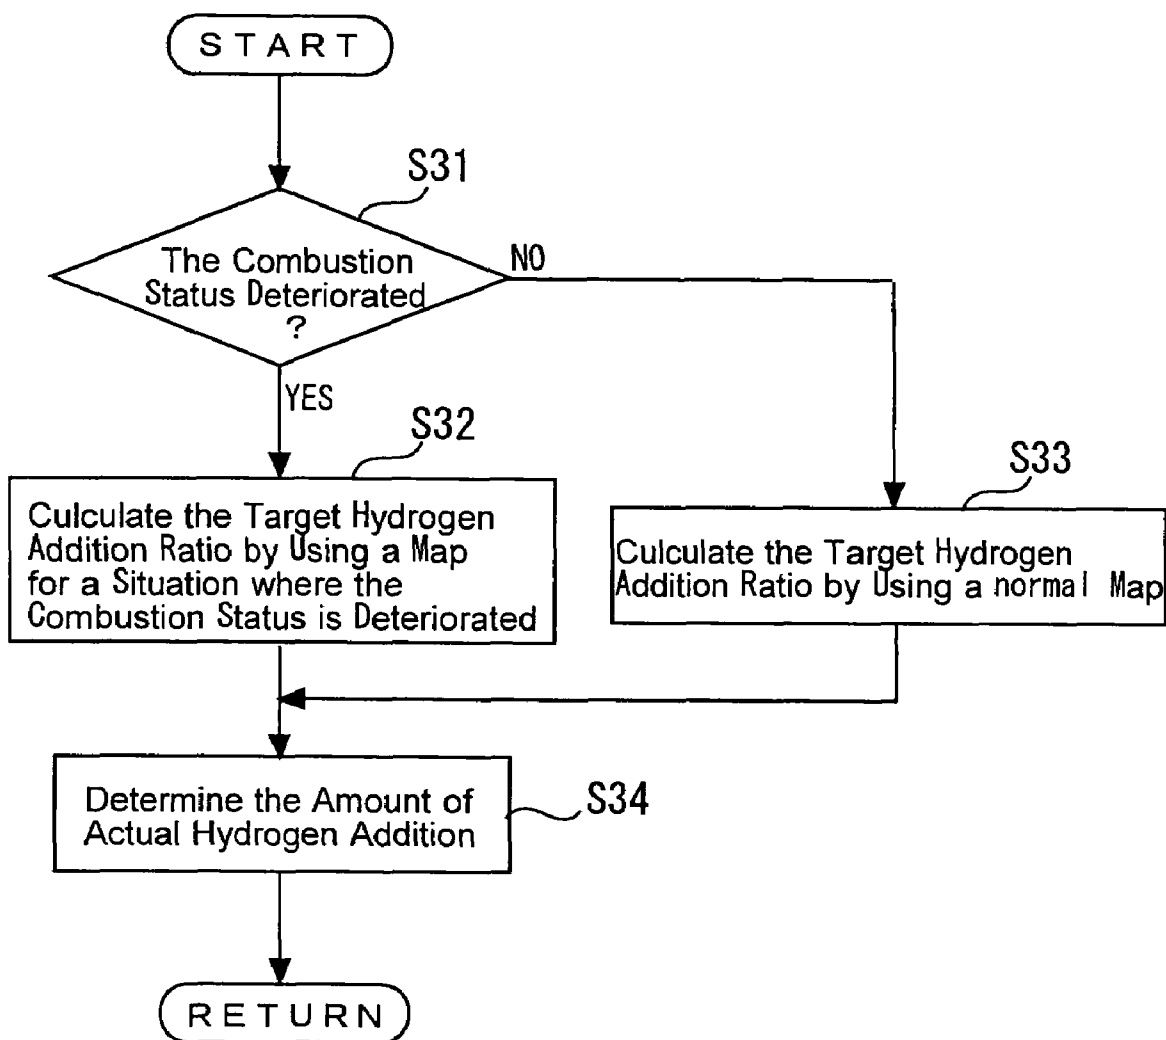 START
S31
The Combustion
Status Deteriorated
?
NO
YES
S32
Culculate the Target Hydrogen
Addition Ratio by Using a Map
for a Situation where the
Combustion Status is Deteriorated
S33
Culculate the Target Hydrogen
Addition Ratio by Using a normal Map
Determine the Amount of
Actual Hydrogen Addition
S34
RETURN